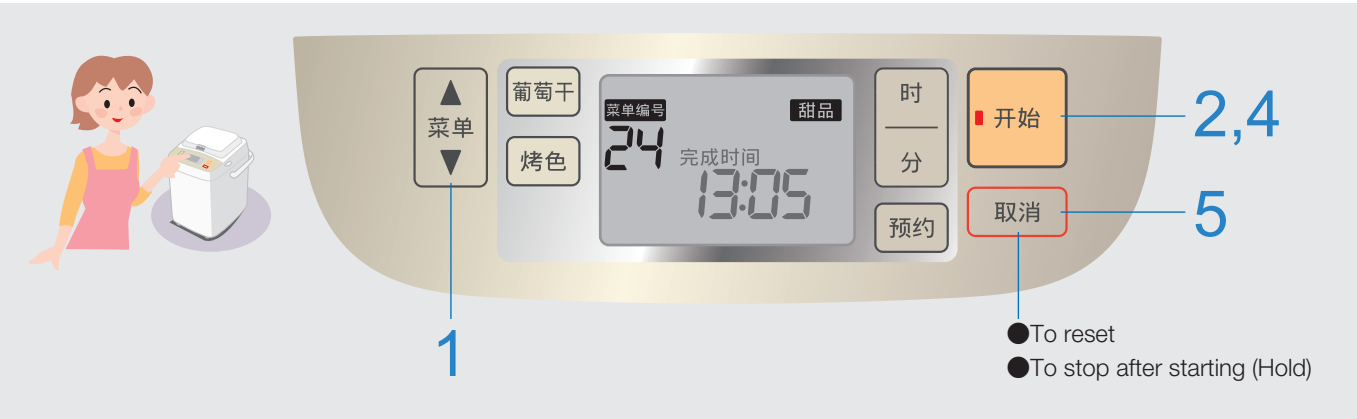 ▲
菜单
▼
葡萄干
烤色
菜单编号
甜品
24
完成时间
13:05
时
分
预约
开始
取消
2,4
5
1
●To reset
●To stop after starting (Hold)